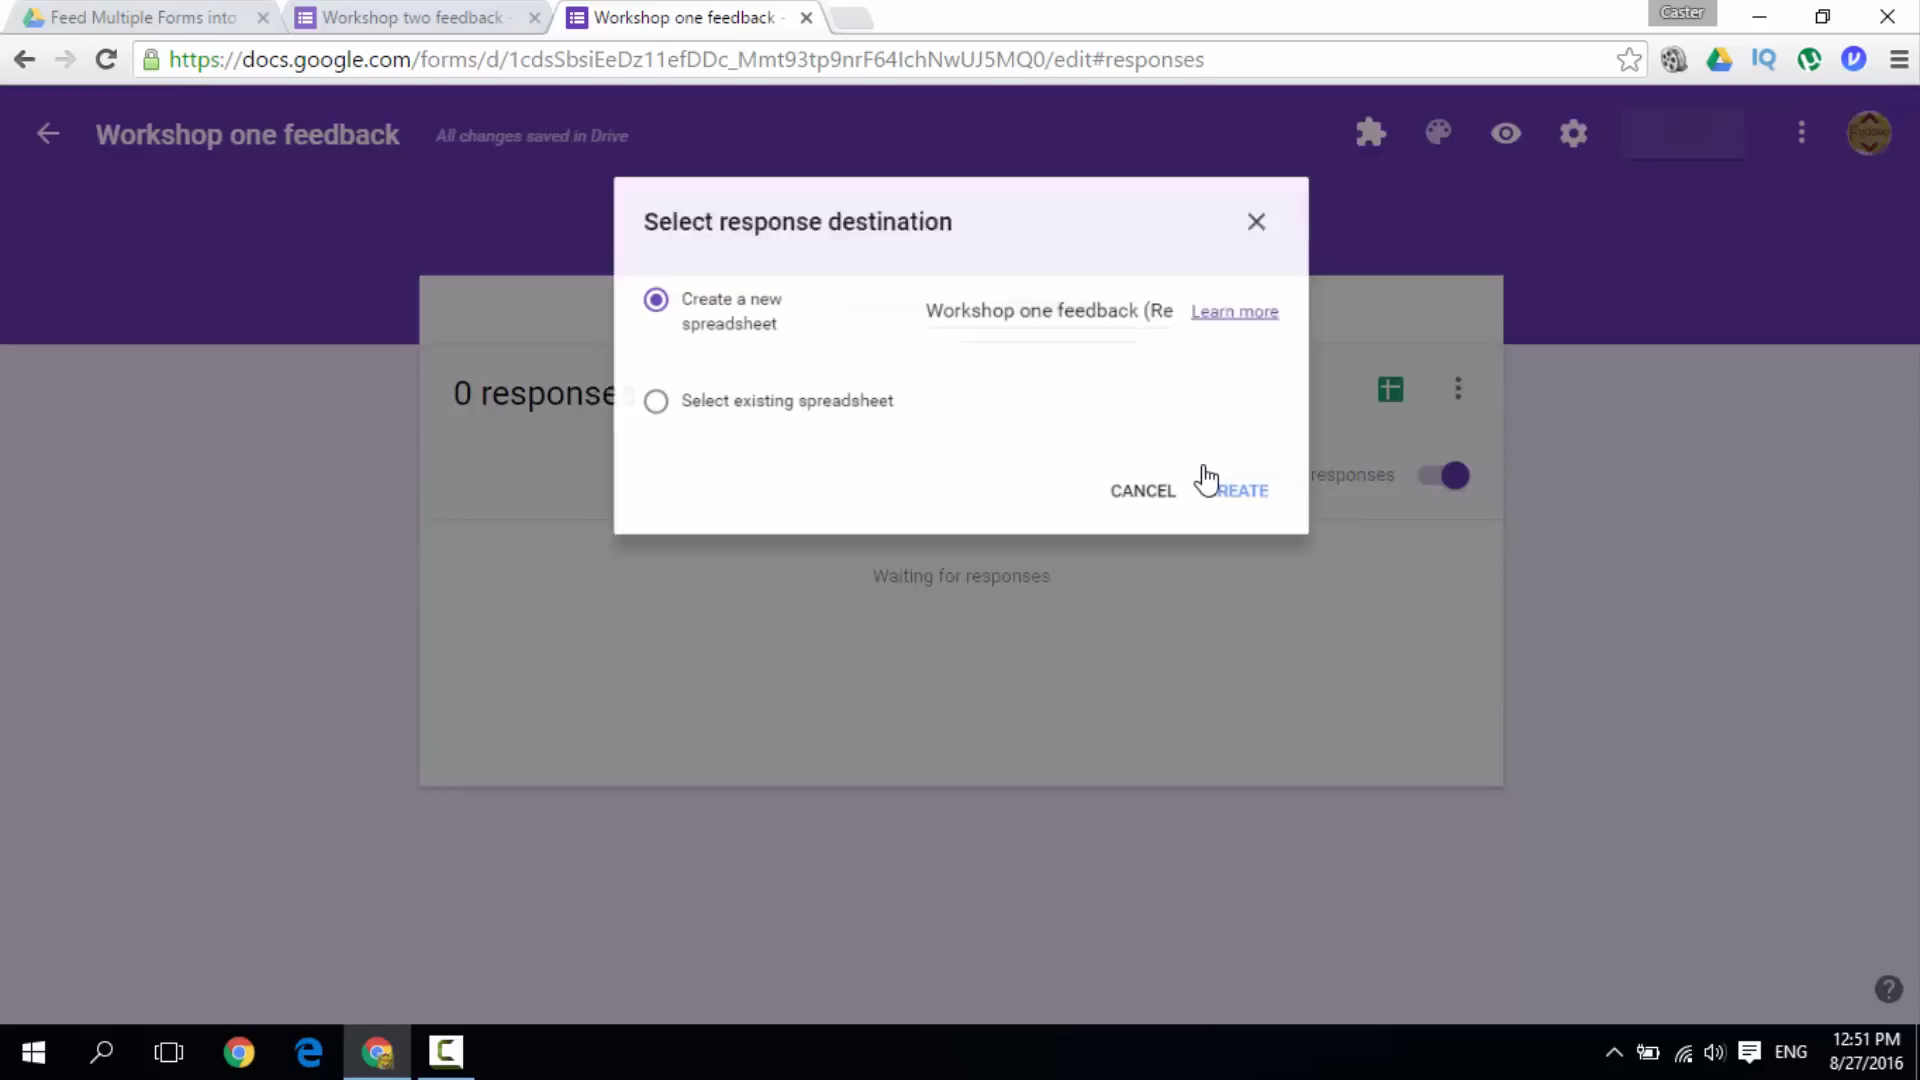 Feed Multiple Forms into
Workshop two feedback -
Workshop one feedback -
Caster
https://docs.google.com/forms/d/1cdsSbsiEeDz11efDDc_Mmt93tp9nrF64IchNwUJ5MQ0/edit#responses
IQ
Workshop one feedback
All changes saved in Drive
Select response destination
Create a new
spreadsheet
Workshop one feedback (Re
Learn more
0 responses
Select existing spreadsheet
responses
CANCEL
REATE
Waiting for responses
?
ENG
12:51 PM
8/27/2016